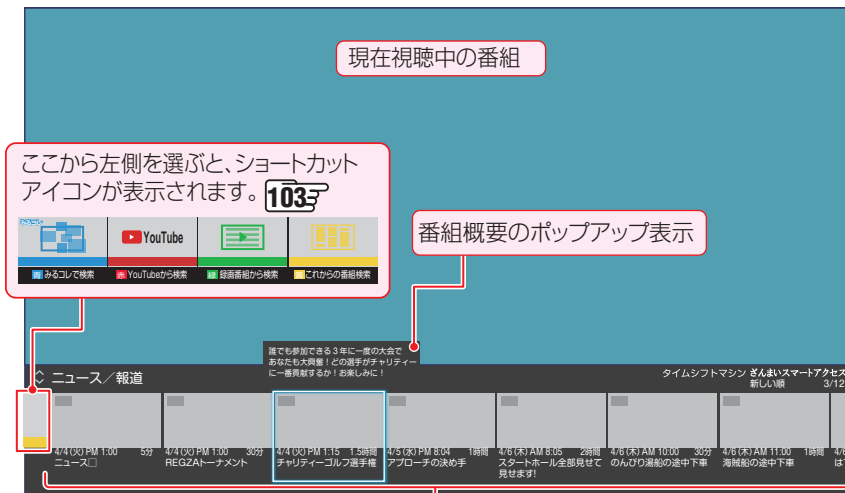 現在視聴中の番組
ここから左側を選ぶと、ショートカット
アイコンが表示されます。 103
みるコレ
YouTube
青 みるコレで検索
赤 YouTubeから検索
緑 録画番組から検索
黄 これからの番組検索
番組概要のポップアップ表示
誰でも参加できる3年に一度の大会で
あなたも大興奮!どの選手がチャリティー
に一番貢献するか!お楽しみに!
ニュース/報道
タイムシフトマシン ざんまいスマートアクセス
新しい順 3/12
4/4(火) PM 1:00 5分
ニュース□
4/4(火) PM 1:00 30分
REGZAトーナメント
4/4(火) PM 1:15 1.5時間
チャリティーゴルフ選手権
4/5(水) PM 8:04 1時間
アプローチの決め手
4/6(木) AM 8:05 2時間
スタートホール全部見せて
見せます!
4/6(木) AM 10:00 30分
のんびり湯船の途中下車
4/6(木) AM 11:00 1時間
海賊船の途中下車
4/6
は